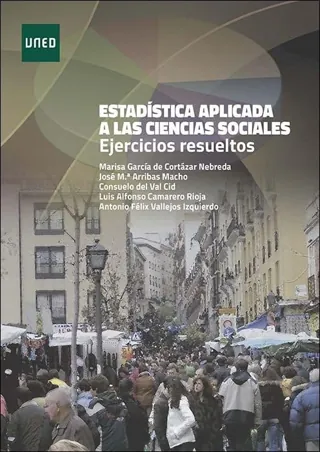 UNED
ESTADÍSTICA APLICADA
A LAS CIENCIAS SOCIALES
Ejercicios resueltos
Marisa García de Cortázar Nebreda
José M.ª Arribas Macho
Consuelo del Val Cid
Luis Alfonso Camarero Rioja
Antonio Félix Vallejos Izquierdo